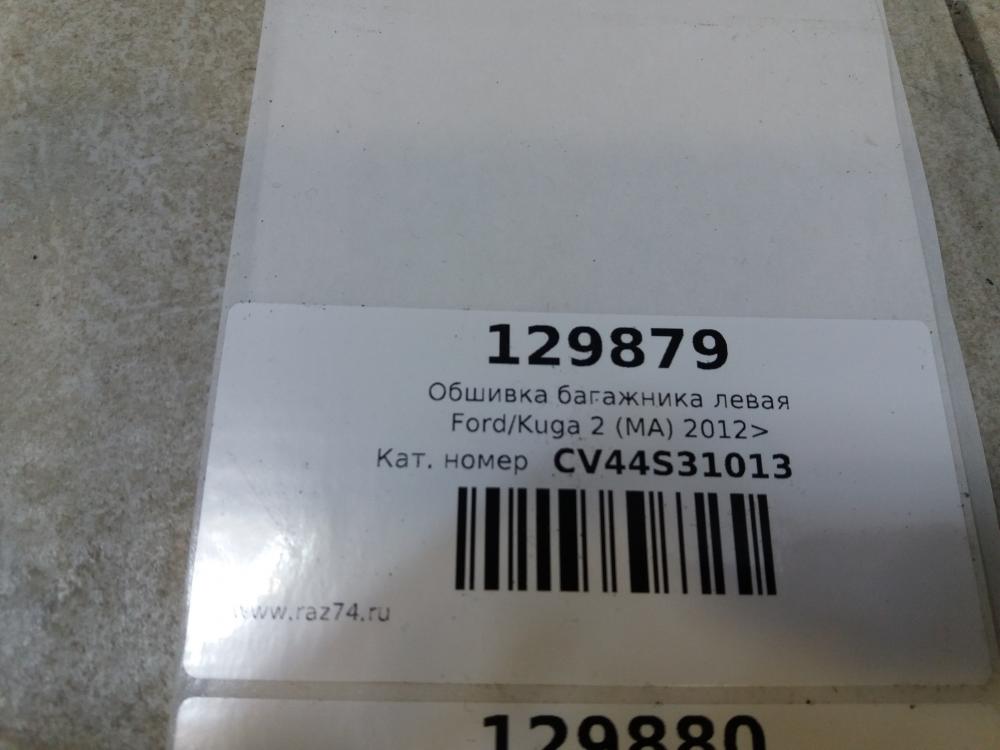 129879
Обшивка багажника левая
Ford/Kuga 2 (MA) 2012>
Кат. номер CV44S31013
www.raz74.ru
129880